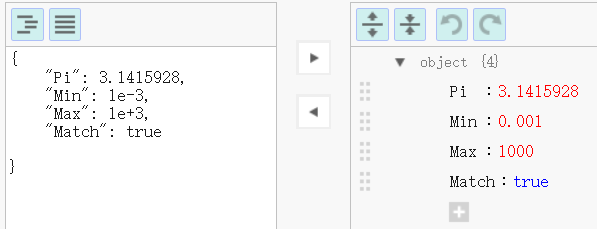 {
"Pi": 3.1415928,
"Min": 1e-3,
"Max": 1e+3,
"Match": true
}
object {4}
Pi : 3.1415928
Min : 0.001
Max : 1000
Match : true